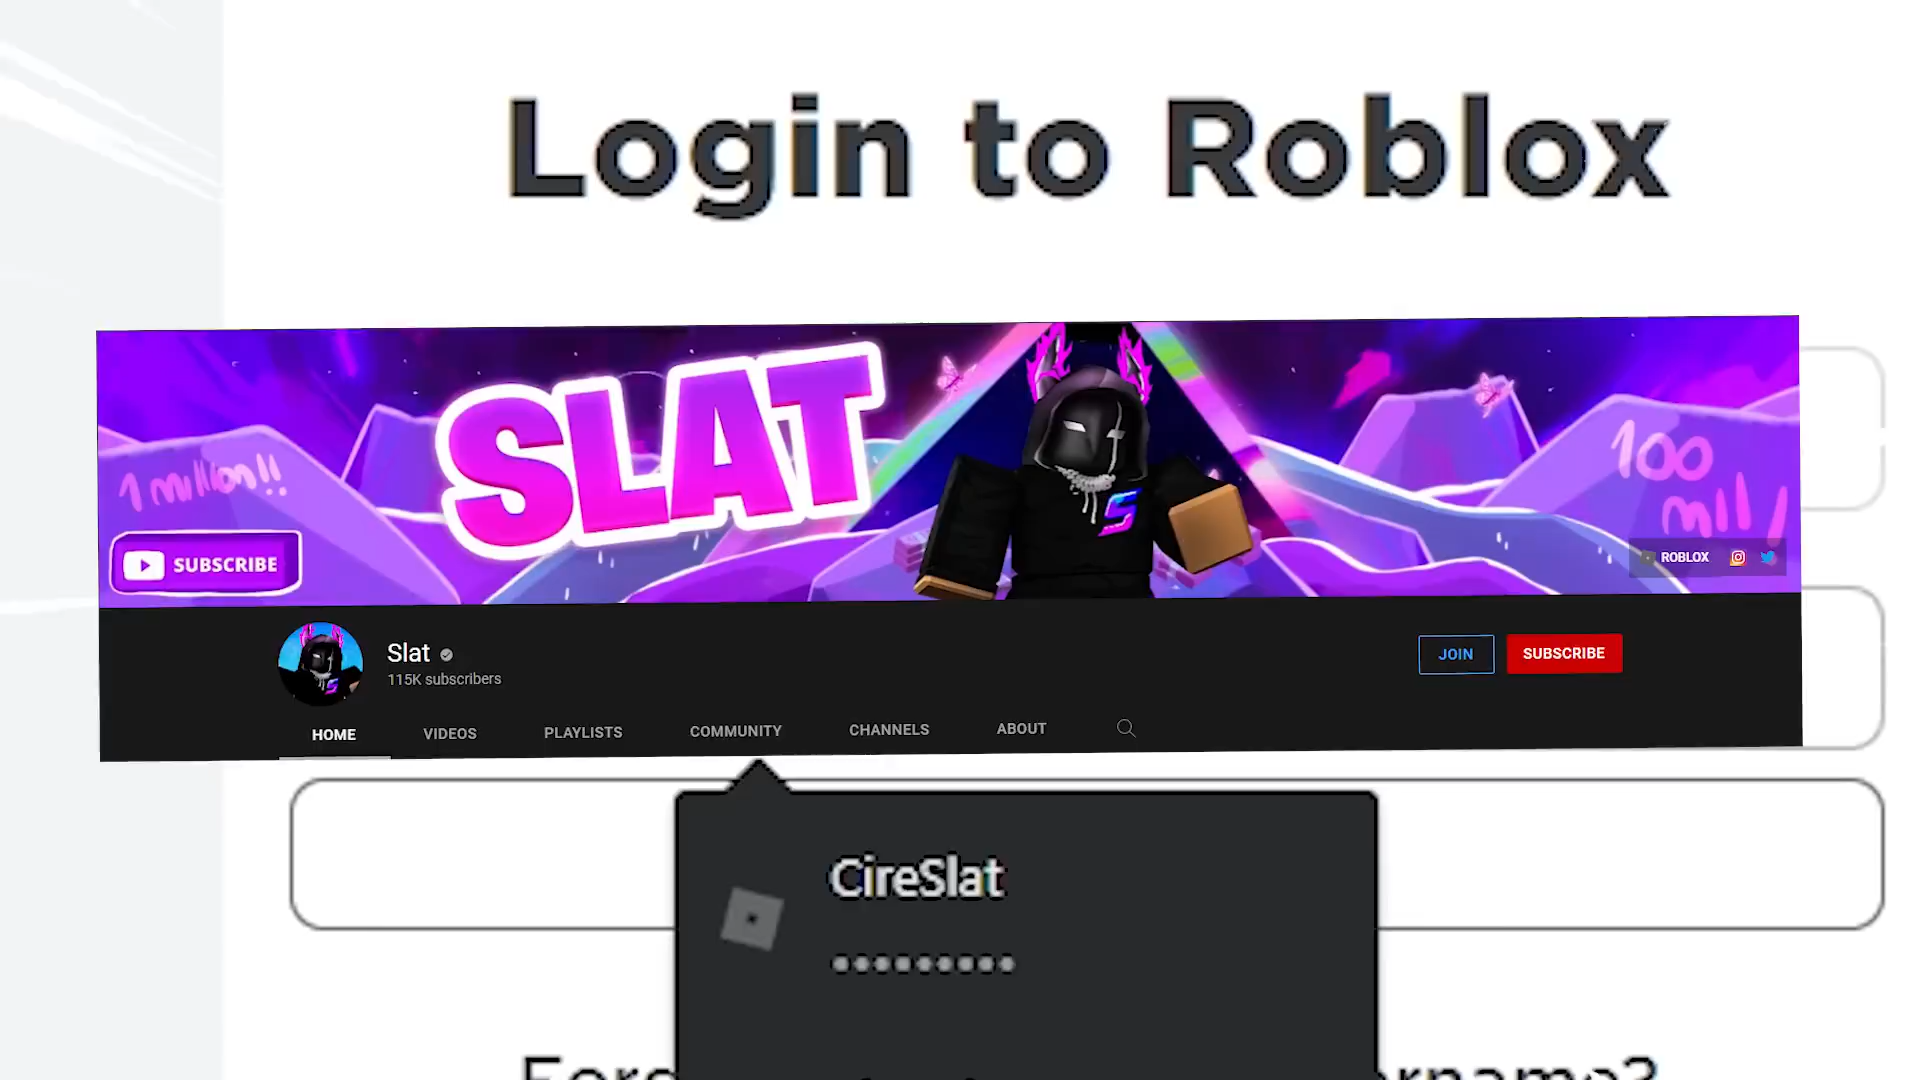 Login to Roblox
SLAT
1 million!!
100
mil
SUBSCRIBE
ROBLOX
Slat
115K subscribers
JOIN
SUBSCRIBE
HOME
VIDEOS
PLAYLISTS
COMMUNITY
CHANNELS
ABOUT
CireSlat
•••••••••